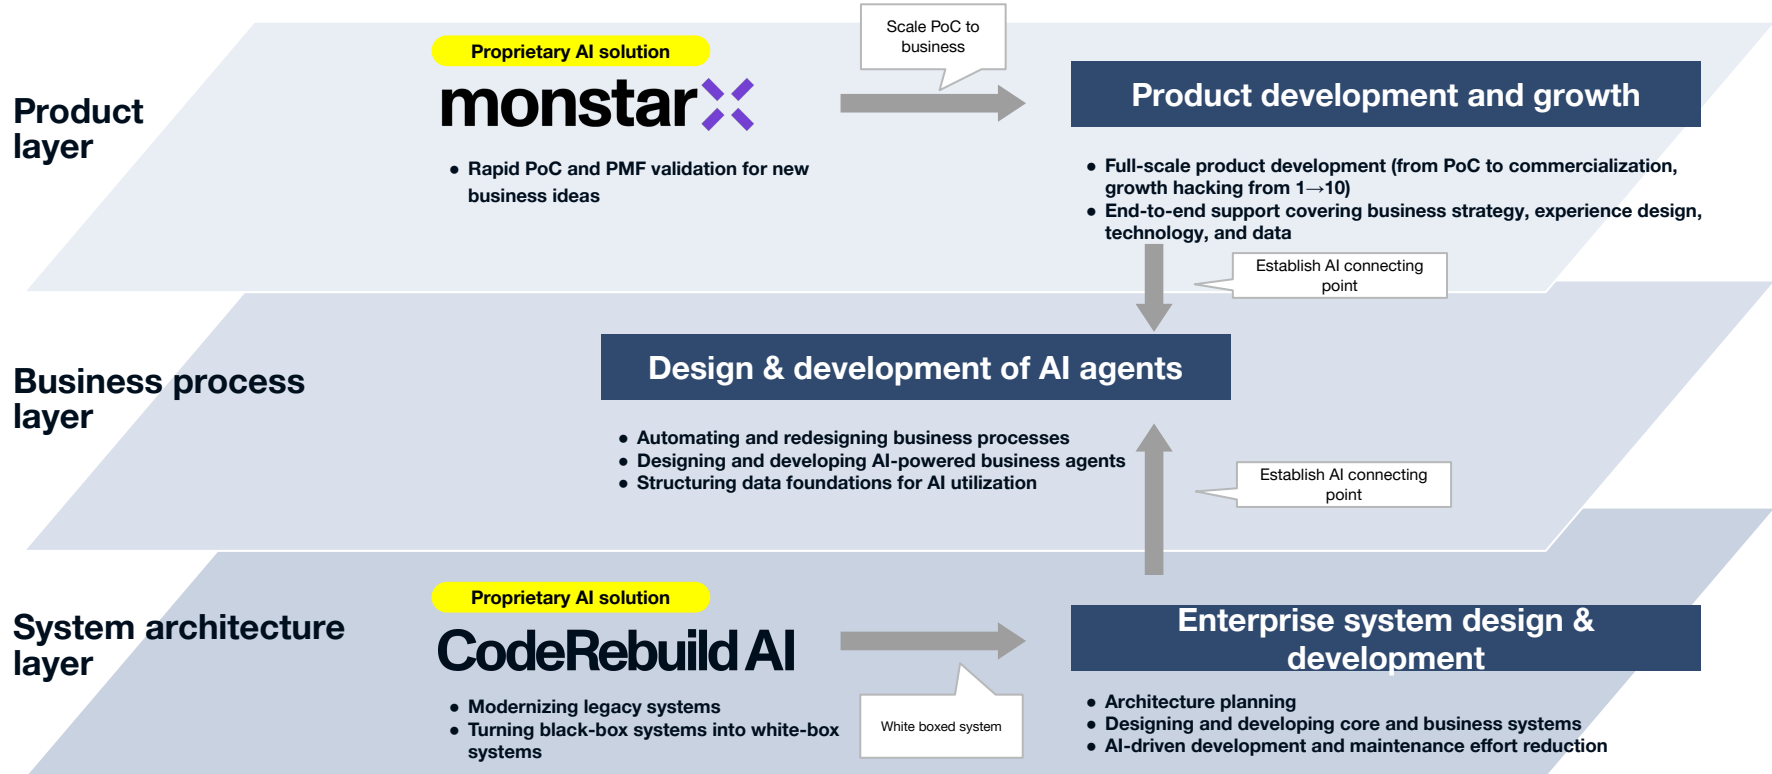 Scale PoC to
business
Proprietary AI solution
monstarX
Product development and growth
Product
layer
● Rapid PoC and PMF validation for new
business ideas
● Full-scale product development (from PoC to commercialization,
growth hacking from 1→10)
● End-to-end support covering business strategy, experience design,
technology, and data
Establish AI connecting
point
Design & development of AI agents
Business process
layer
● Automating and redesigning business processes
● Designing and developing AI-powered business agents
● Structuring data foundations for AI utilization
Establish AI connecting
point
Proprietary AI solution
CodeRebuild AI
Enterprise system design &
development
System architecture
layer
● Modernizing legacy systems
● Turning black-box systems into white-box
systems
White boxed system
● Architecture planning
● Designing and developing core and business systems
● AI-driven development and maintenance effort reduction